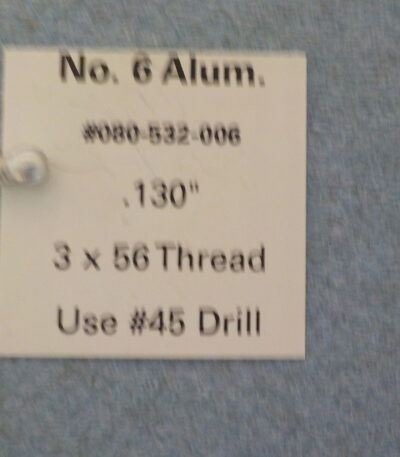 No. 6 Alum.
#080-532-006
.130"
3 x 56 Thread
Use #45 Drill